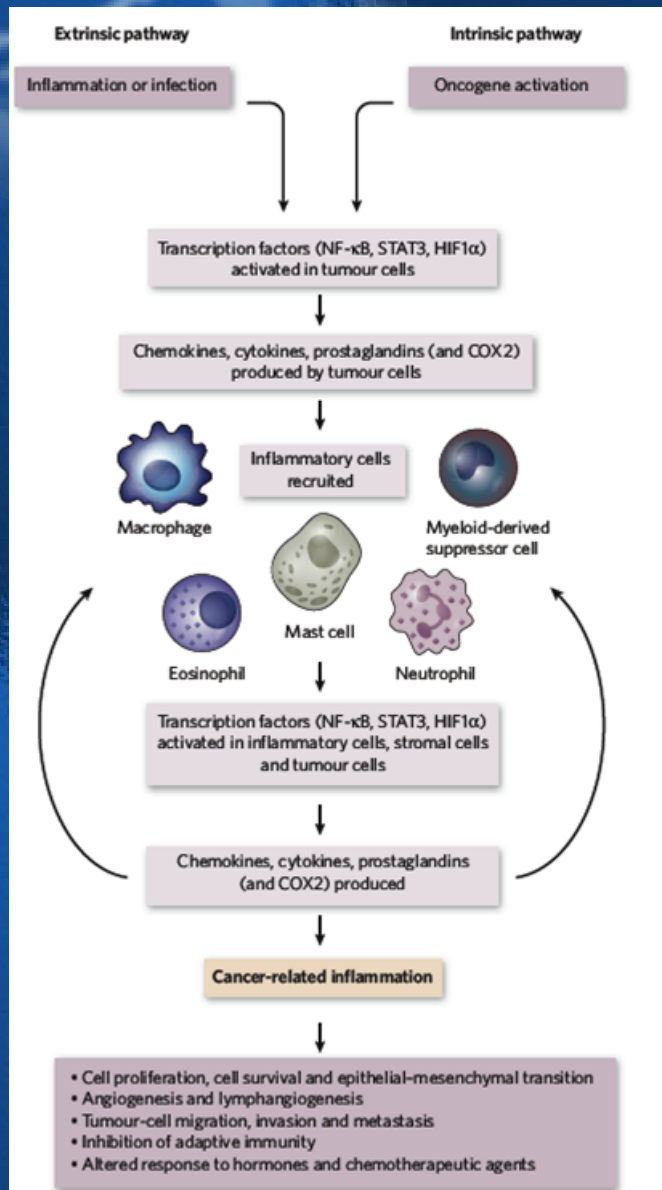 Extrinsic pathway
Intrinsic pathway
Inflammation or infection
Oncogene activation
Transcription factors (NF-κB, STAT3, HIF1α)
activated in tumour cells
Chemokines, cytokines, prostaglandins (and COX2)
produced by tumour cells
Inflammatory cells
recruited
Macrophage
Myeloid-derived
suppressor cell
Mast cell
Eosinophil
Neutrophil
Transcription factors (NF-κB, STAT3, HIF1α)
activated in inflammatory cells, stromal cells
and tumour cells
Chemokines, cytokines, prostaglandins
(and COX2) produced
Cancer-related inflammation
• Cell proliferation, cell survival and epithelial–mesenchymal transition
• Angiogenesis and lymphangiogenesis
• Tumour-cell migration, invasion and metastasis
• Inhibition of adaptive immunity
• Altered response to hormones and chemotherapeutic agents